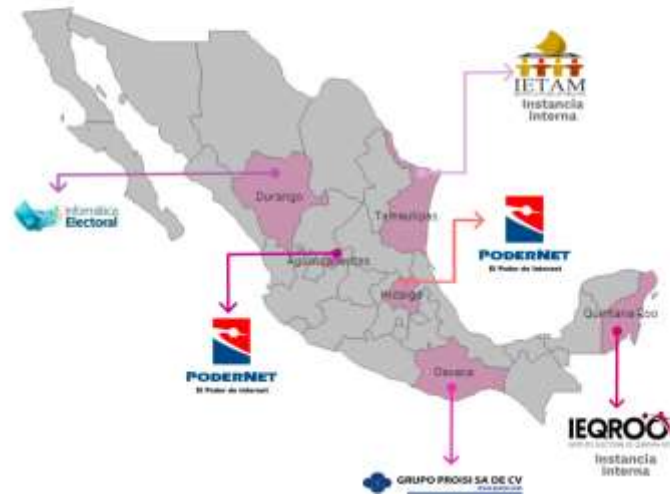 IETAM
Instancia
Interna
Durango
Informática
Electoral
Tamaulipas
PODERNET
El Poder de Internet
Aguascalientes
Hidalgo
Quintana Roo
PODERNET
El Poder de Internet
Oaxaca
IEQROO
Instancia
Interna
GRUPO PROISI SA DE CV